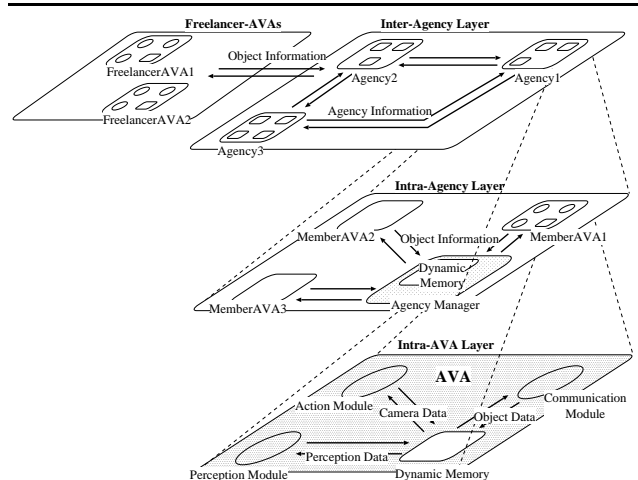 Freelancer-AVAs
Inter-Agency Layer
Object Information
FreelancerAVA1
Agency2
Agency1
FreelancerAVA2
Agency Information
Agency3
Intra-Agency Layer
MemberAVA2
Object Information
MemberAVA1
Dynamic
Memory
MemberAVA3
Agency Manager
Intra-AVA Layer
AVA
Action Module
Camera Data
Object Data
Communication
Module
Perception Data
Perception Module
Dynamic Memory